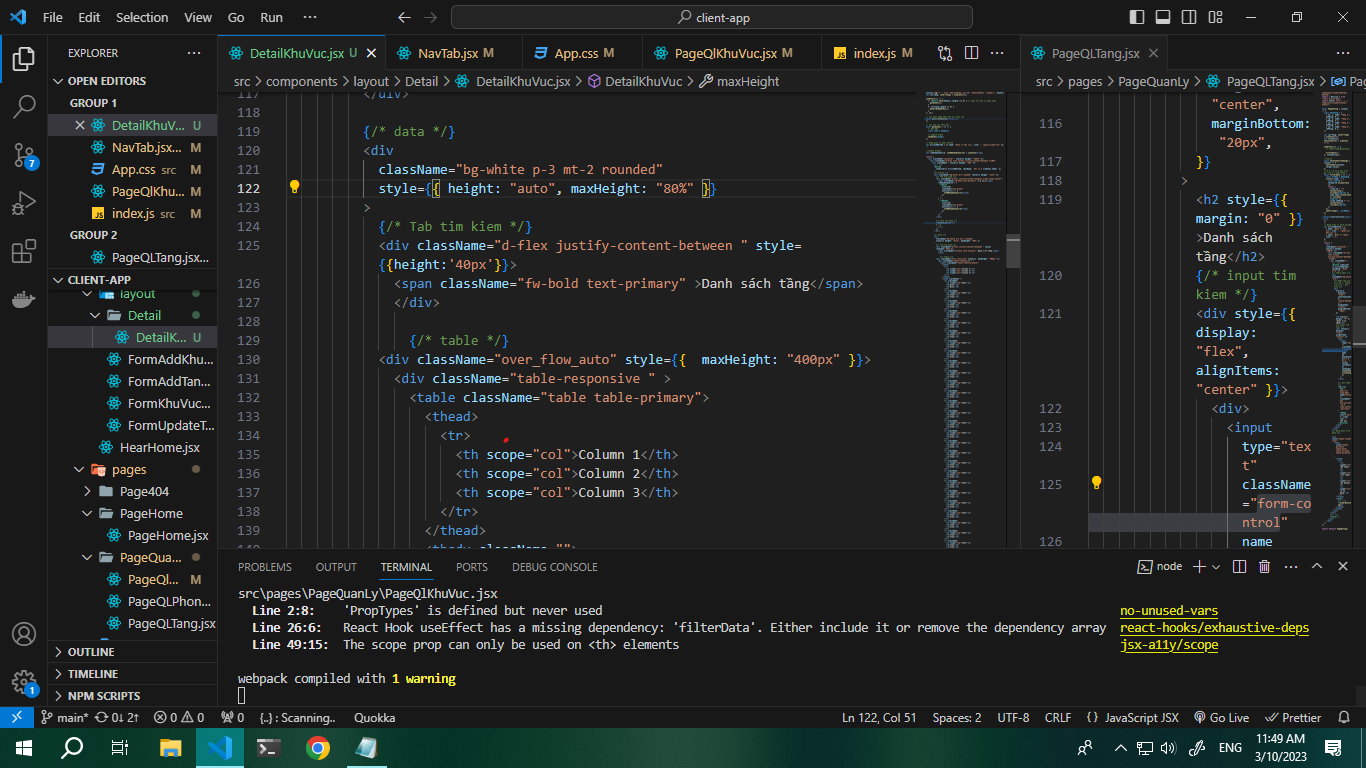 File Edit Selection View Go Run ··· client-app
EXPLORER ···
OPEN EDITORS
GROUP 1
DetailKhuV... U
NavTab.jsx... M
App.css src M
PageQlKhu... M
index.js src M
GROUP 2
PageQLTang.jsx...
CLIENT-APP
layout
Detail
DetailK... U
FormAddKhu...
FormAddTan...
FormKhuVuc...
FormUpdateT...
HearHome.jsx
pages
Page404
PageHome
PageHome.jsx
PageQua...
PageQl... M
PageQLPhon...
PageQLTang.jsx
OUTLINE
TIMELINE
NPM SCRIPTS
7
1
DetailKhuVuc.jsx U NavTab.jsx M App.css M PageQlKhuVuc.jsx M index.js M
src > components > layout > Detail > DetailKhuVuc.jsx > DetailKhuVuc > maxHeight
117 </div>
118
119 {/* data */}
120 <div
121 className="bg-white p-3 mt-2 rounded"
122 style={{ height: "auto", maxHeight: "80%" }}
123 >
124 {/* Tab tim kiem */}
125 <div className="d-flex justify-content-between " style=
{{height:'40px'}}>
126 <span className="fw-bold text-primary" >Danh sách tầng</span>
127 </div>
128
129 {/* table */}
130 <div className="over_flow_auto" style={{  maxHeight: "400px" }}>
131 <div className="table-responsive " >
132 <table className="table table-primary">
133 <thead>
134 <tr>
135 <th scope="col">Column 1</th>
136 <th scope="col">Column 2</th>
137 <th scope="col">Column 3</th>
138 </tr>
139 </thead>
140 <tbody className="">
PageQLTang.jsx ···
src > pages > PageQuanLy > PageQLTang.jsx > Pa
"center",
116 marginBottom:
"20px",
117 }}
118 >
119 <h2 style={{
margin: "0" }}
>Danh sách
tầng</h2>
120 {/* input tim
kiem */}
121 <div style={{
display:
"flex",
alignItems:
"center" }}>
122 <div>
123 <input
124 type="tex
t"
125 className
="form-co
ntrol"
126 name
PROBLEMS OUTPUT TERMINAL PORTS DEBUG CONSOLE node
src\pages\PageQuanLy\PageQlKhuVuc.jsx
Line 2:8: 'PropTypes' is defined but never used no-unused-vars
Line 26:6: React Hook useEffect has a missing dependency: 'filterData'. Either include it or remove the dependency array react-hooks/exhaustive-deps
Line 49:15: The scope prop can only be used on <th> elements jsx-a11y/scope
webpack compiled with 1 warning
main* 0↓ 2↑ 0 0 0 {..} : Scanning.. Quokka Ln 122, Col 51 Spaces: 2 UTF-8 CRLF {} JavaScript JSX Go Live Prettier
ENG
11:49 AM
3/10/2023